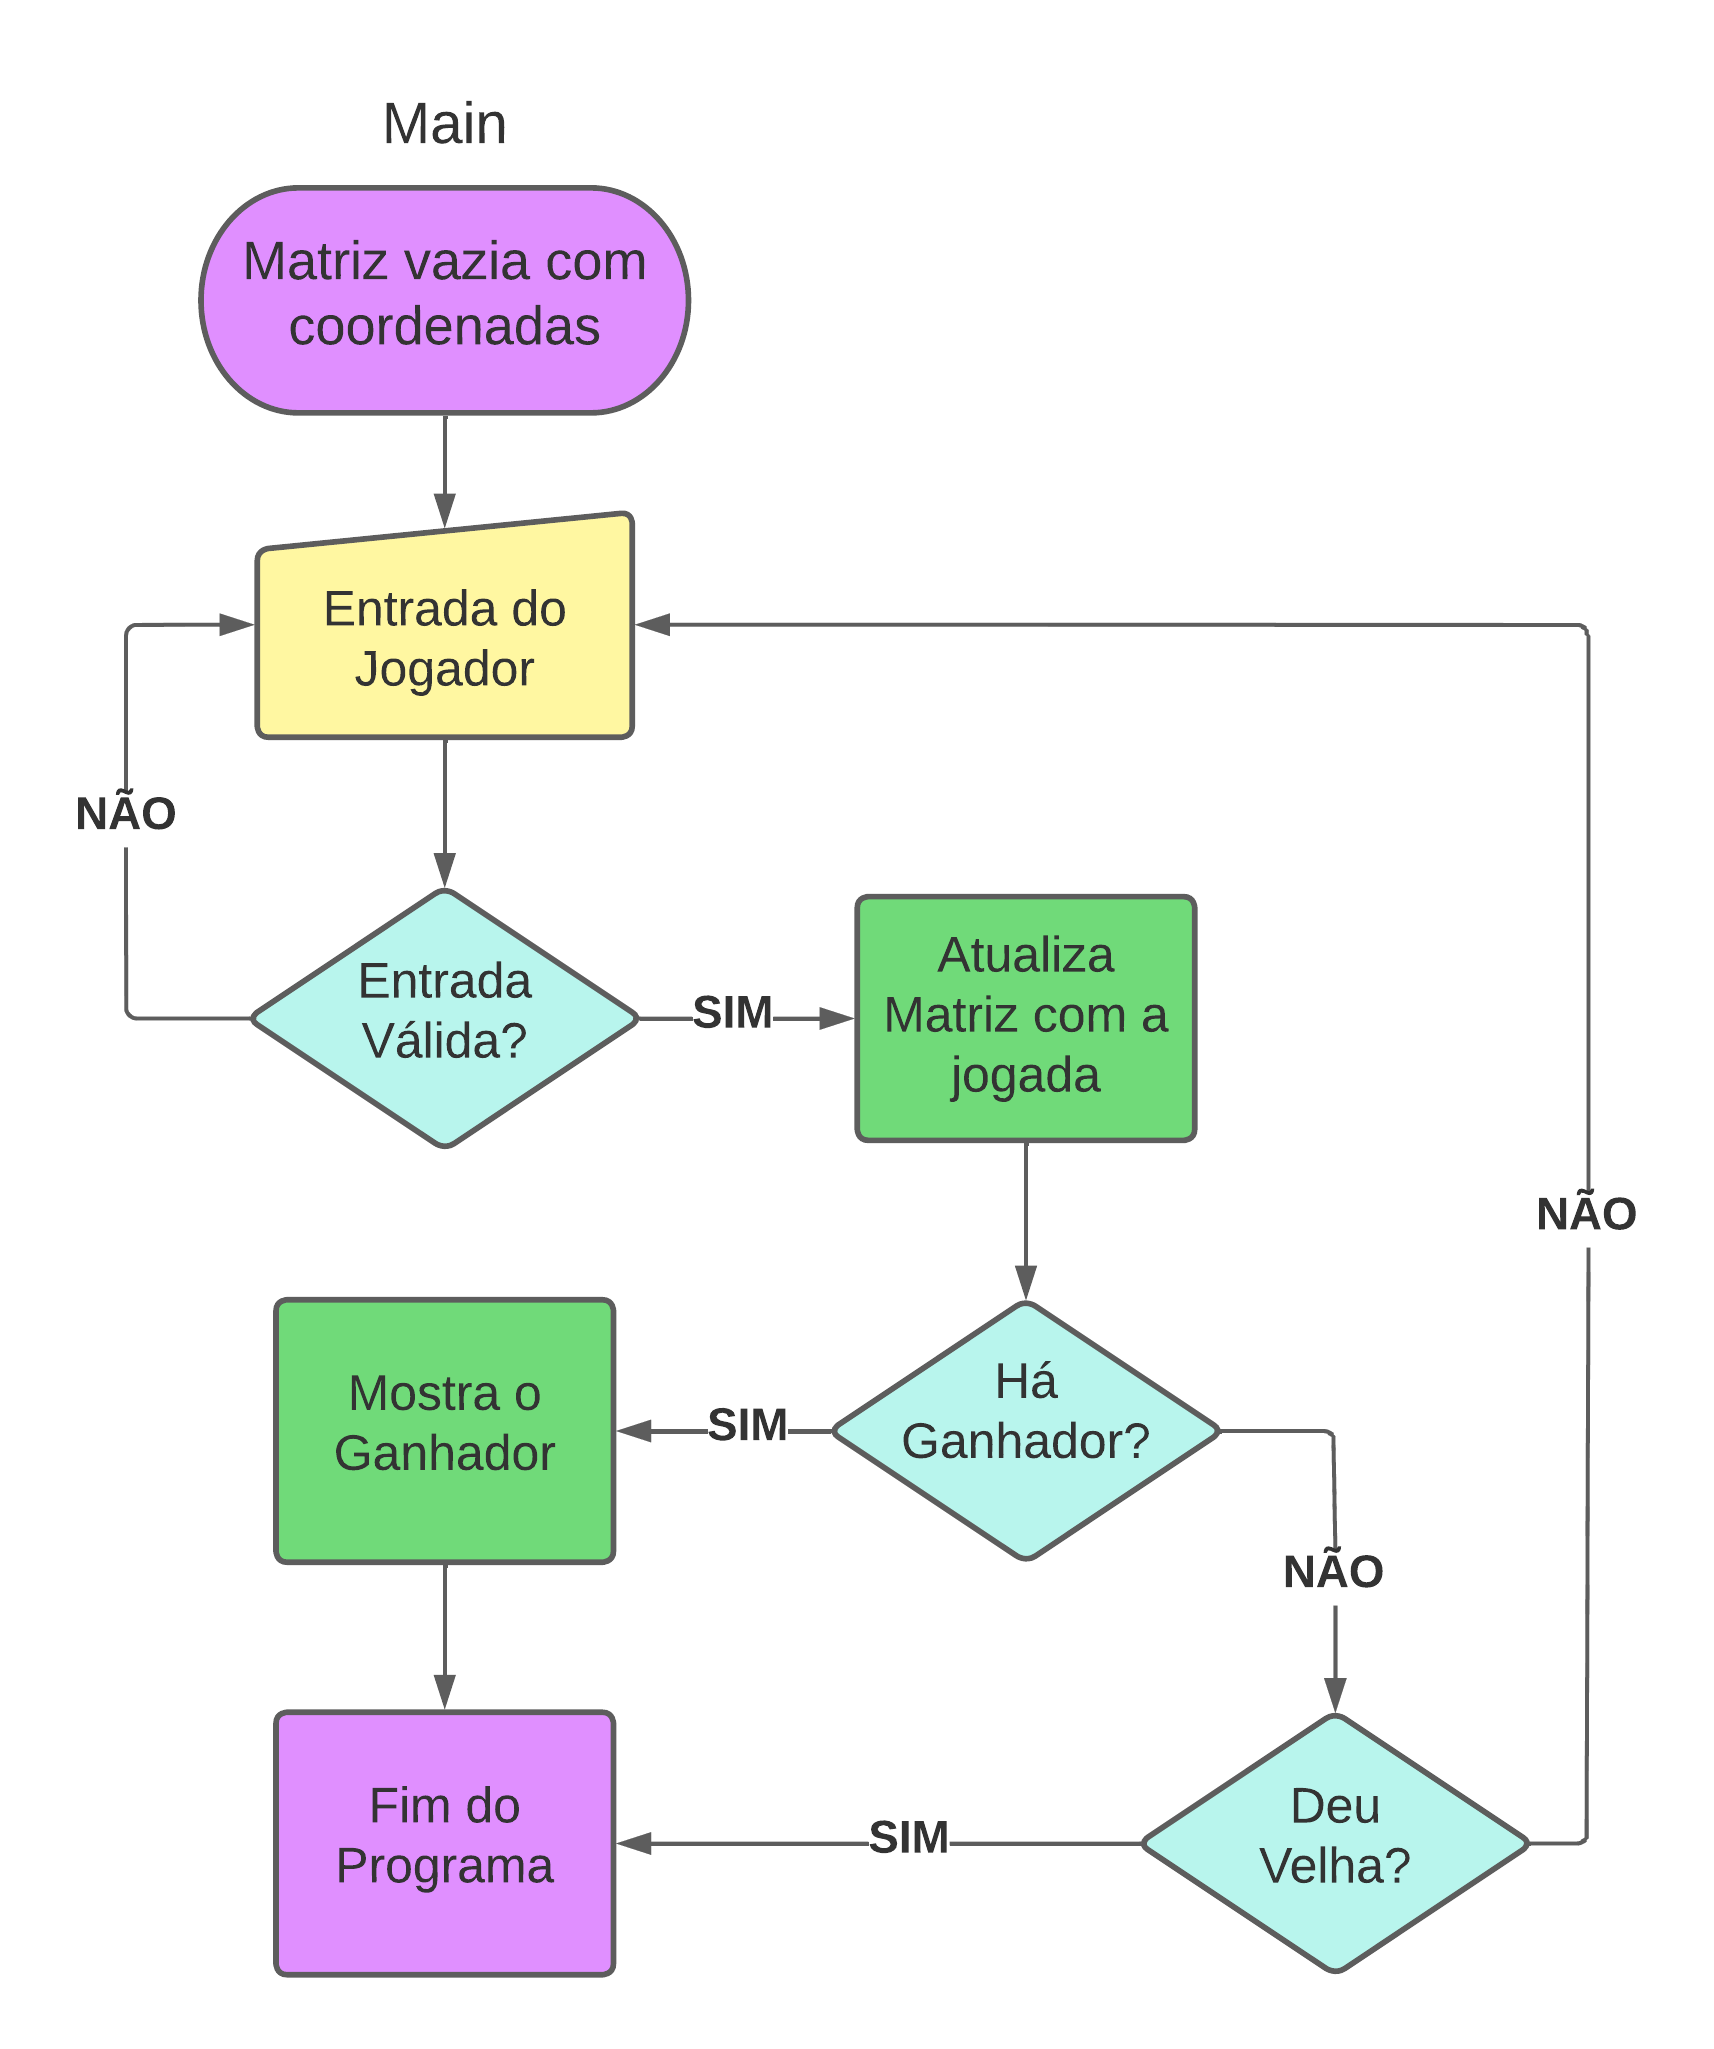 Main
Matriz vazia com
coordenadas
Entrada do
Jogador
NÃO
Entrada
Válida?
SIM
Atualiza
Matriz com a
jogada
NÃO
Há
Ganhador?
SIM
Mostra o
Ganhador
NÃO
Deu
Velha?
SIM
Fim do
Programa